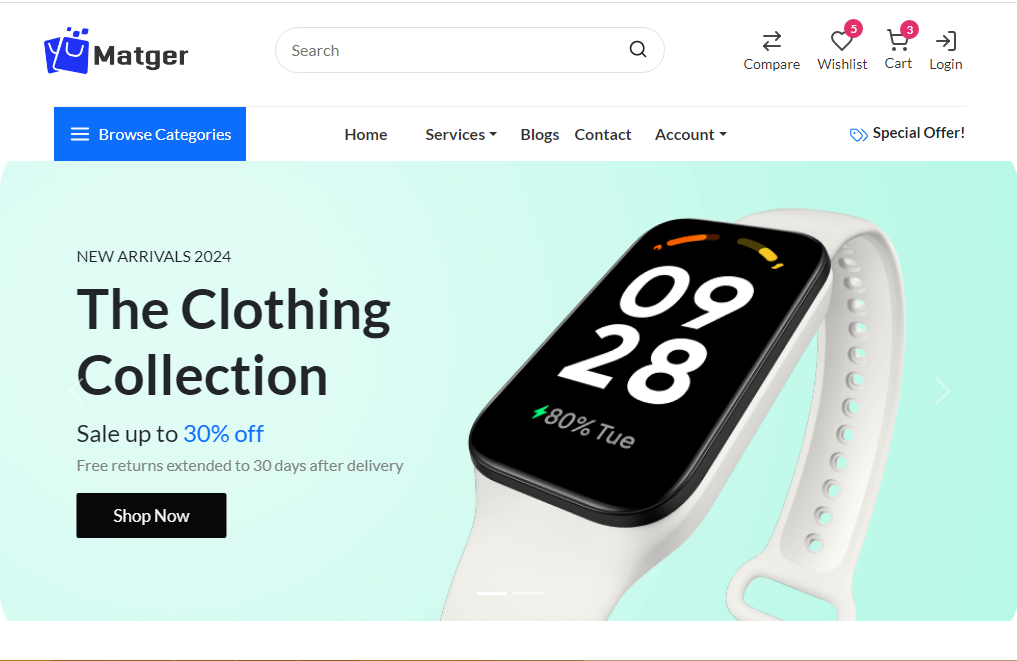 YU Matger
Search
Compare
5
Wishlist
3
Cart
Login
Browse Categories
Home
Services
Blogs
Contact
Account
Special Offer!
NEW ARRIVALS 2024
The Clothing
Collection
Sale up to 30% off
Free returns extended to 30 days after delivery
Shop Now
09
28
80% Tue